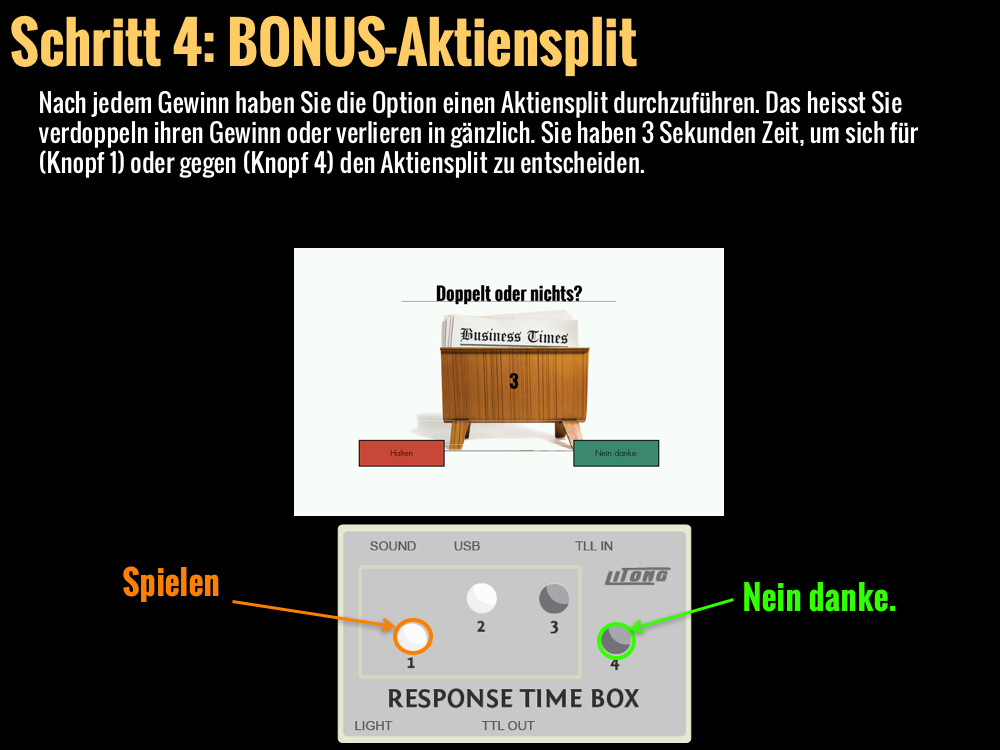 Schritt 4: BONUS-Aktiensplit
Nach jedem Gewinn haben Sie die Option einen Aktiensplit durchzuführen. Das heisst Sie
verdoppeln ihren Gewinn oder verlieren in gänzlich. Sie haben 3 Sekunden Zeit, um sich für
(Knopf 1) oder gegen (Knopf 4) den Aktiensplit zu entscheiden.
Doppelt oder nichts?
Business Times
3
Halten
Nein danke.
SOUND USB TLL IN
LITONG
Spielen
Nein danke.
2 3
1 4
RESPONSE TIME BOX
LIGHT TTL OUT